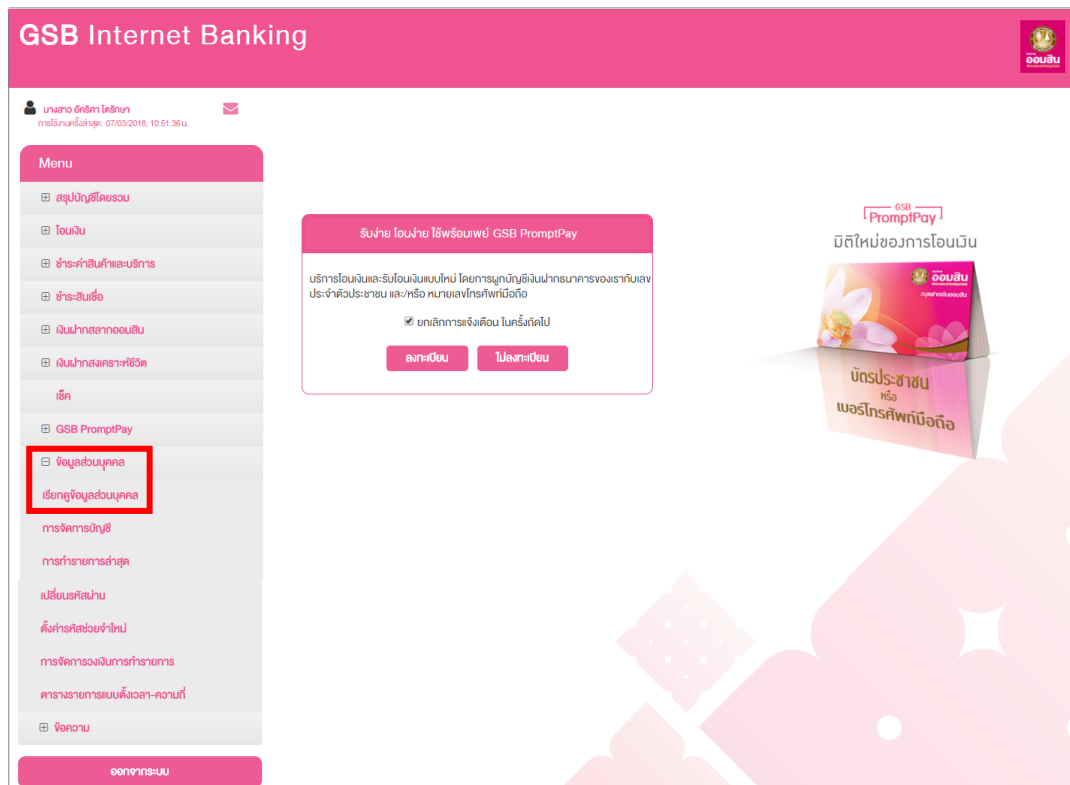 GSB Internet Banking
ออมสิน
นางสาว อัคริศา โตรักษา
การใช้งานครั้งล่าสุด: 07/03/2018, 10:51:36 น.
Menu
สรุปบัญชีโดยรวม
โอนเงิน
ชำระค่าสินค้าและบริการ
ชำระสินเชื่อ
เงินฝากสลากออมสิน
เงินฝากสงเคราะห์ชีวิต
เช็ค
GSB PromptPay
ข้อมูลส่วนบุคคล
เรียกดูข้อมูลส่วนบุคคล
การจัดการบัญชี
การทำรายการล่าสุด
เปลี่ยนรหัสผ่าน
ตั้งค่ารหัสช่วยจำใหม่
การจัดการวงเงินการทำรายการ
ตารางรายการแบบตั้งเวลา-ความถี่
ข้อความ
ออกจากระบบ
รับง่าย โอนง่าย ใช้พร้อมเพย์ GSB PromptPay
บริการโอนเงินและรับโอนเงินแบบใหม่ โดยการผูกบัญชีเงินฝากธนาคารของเรากับเลข
ประจำตัวประชาชน และ/หรือ หมายเลขโทรศัพท์มือถือ
ยกเลิกการแจ้งเตือน ในครั้งถัดไป
ลงทะเบียน ไม่ลงทะเบียน
GSB
PromptPay
มิติใหม่ของการโอนเงิน
ออมสิน
บัตรประชาชน
หรือ
เบอร์โทรศัพท์มือถือ